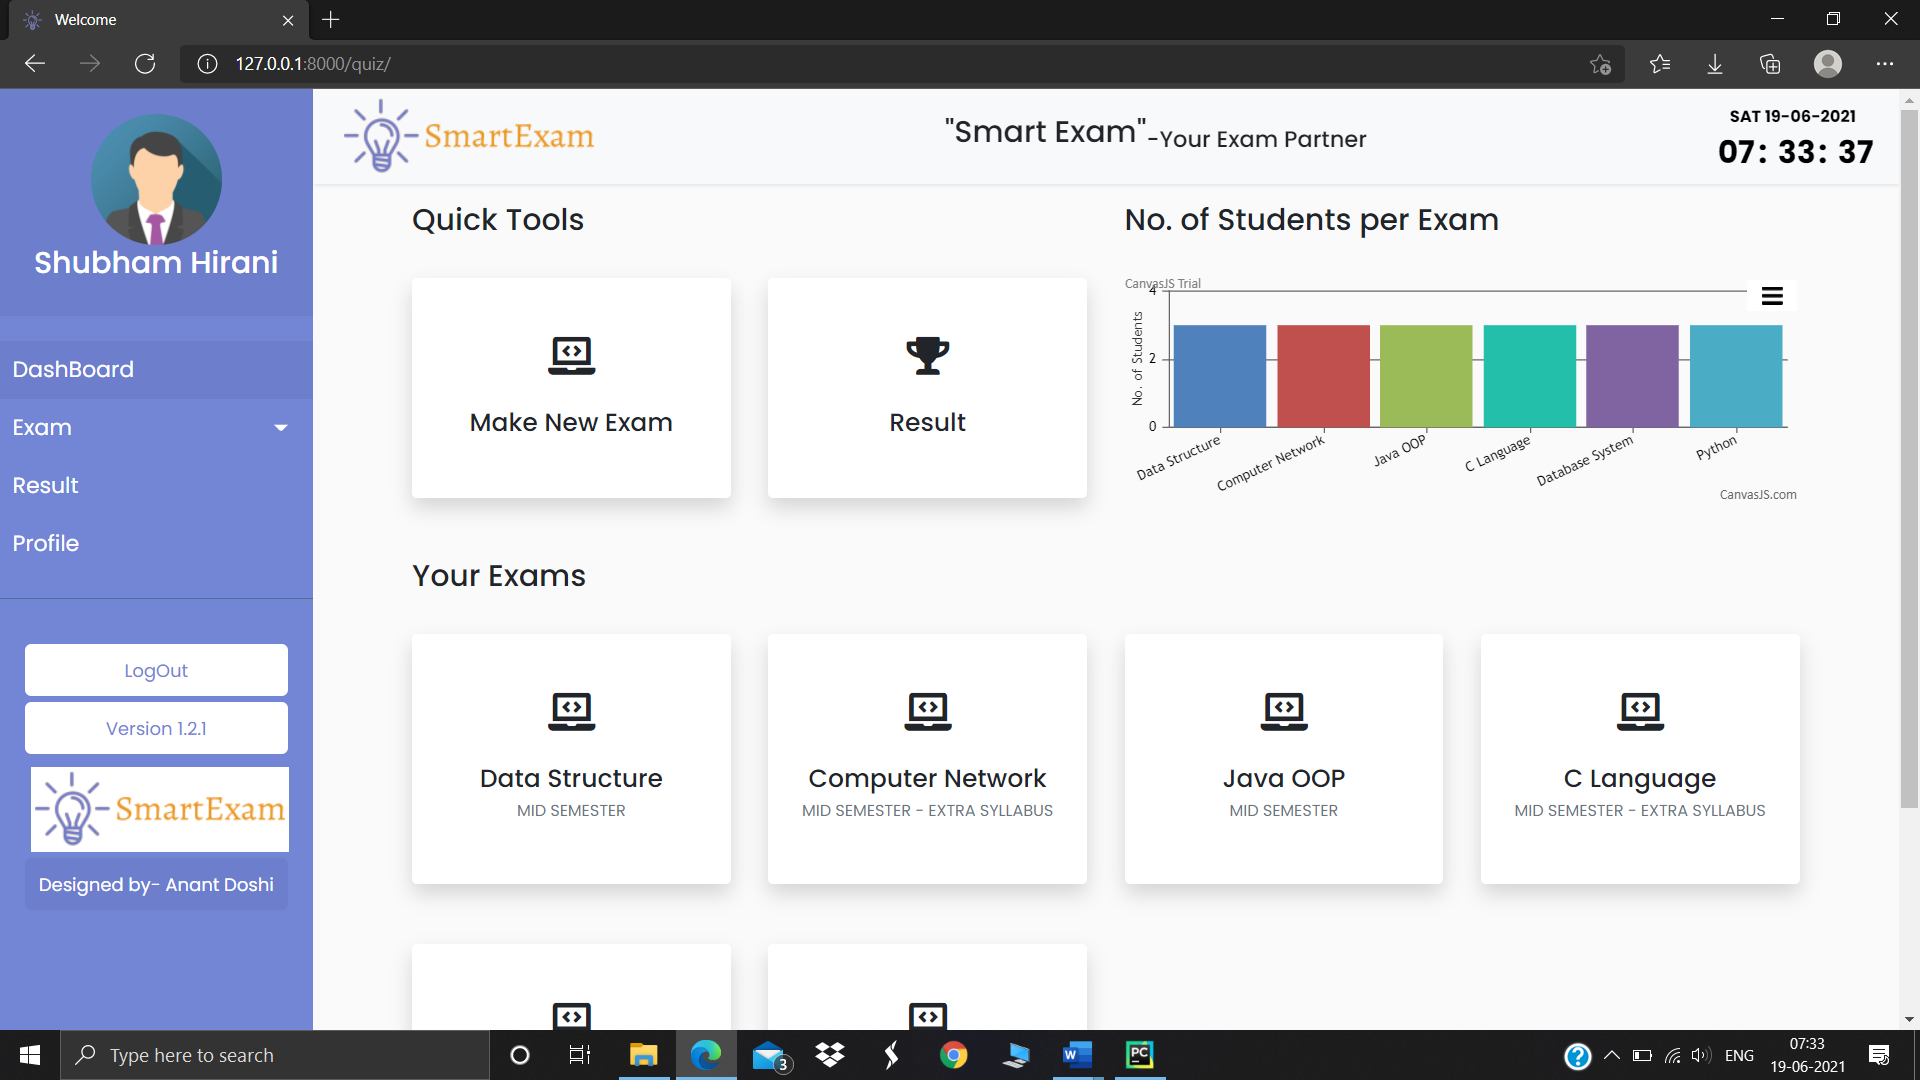 Welcome
127.0.0.1:8000/quiz/
Shubham Hirani
DashBoard
Exam
Result
Profile
LogOut
Version 1.2.1
SmartExam
Designed by- Anant Doshi
SmartExam
"Smart Exam"-Your Exam Partner
SAT 19-06-2021
07: 33: 37
Quick Tools
Make New Exam
Result
No. of Students per Exam
CanvasJS Trial
No. of Students
4
2
0
Data Structure
Computer Network
Java OOP
C Language
Database System
Python
CanvasJS.com
Your Exams
Data Structure
MID SEMESTER
Computer Network
MID SEMESTER - EXTRA SYLLABUS
Java OOP
MID SEMESTER
C Language
MID SEMESTER - EXTRA SYLLABUS
Type here to search
3
W
PC
?
ENG
07:33
19-06-2021